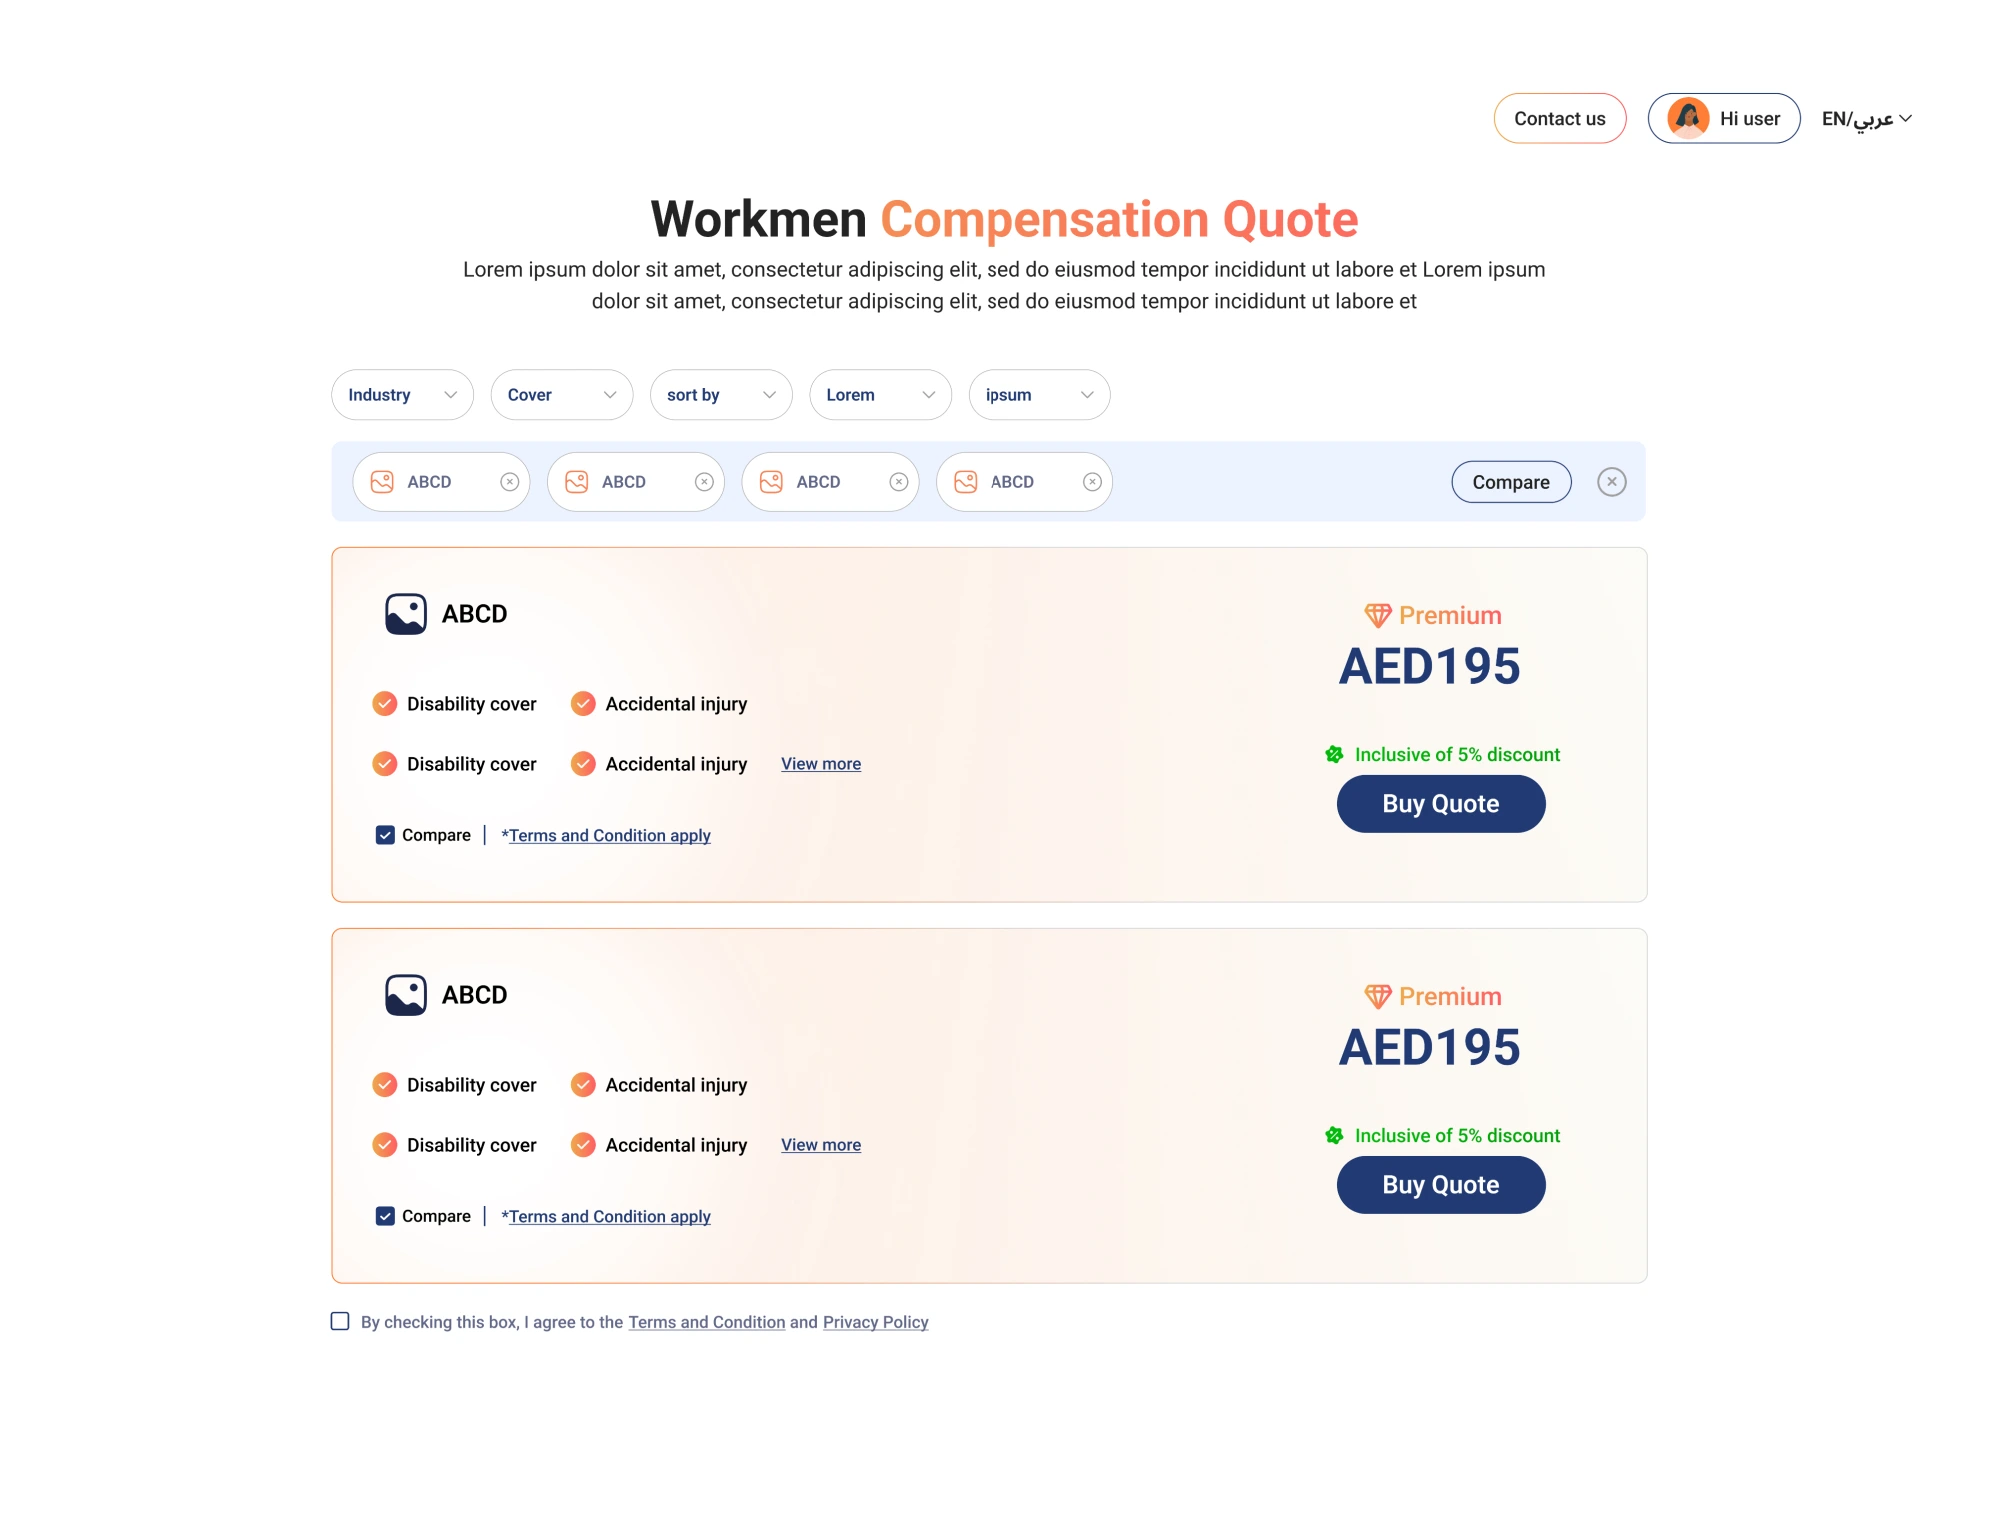 Contact us
Hi user
EN/عربي
Workmen Compensation Quote
Lorem ipsum dolor sit amet, consectetur adipiscing elit, sed do eiusmod tempor incididunt ut labore et Lorem ipsum
dolor sit amet, consectetur adipiscing elit, sed do eiusmod tempor incididunt ut labore et
Industry
Cover
sort by
Lorem
ipsum
ABCD
ABCD
ABCD
ABCD
Compare
ABCD
Premium
AED195
Disability cover
Accidental injury
Disability cover
Accidental injury
View more
Inclusive of 5% discount
Buy Quote
Compare
*Terms and Condition apply
ABCD
Premium
AED195
Disability cover
Accidental injury
Disability cover
Accidental injury
View more
Inclusive of 5% discount
Buy Quote
Compare
*Terms and Condition apply
By checking this box, I agree to the Terms and Condition and Privacy Policy